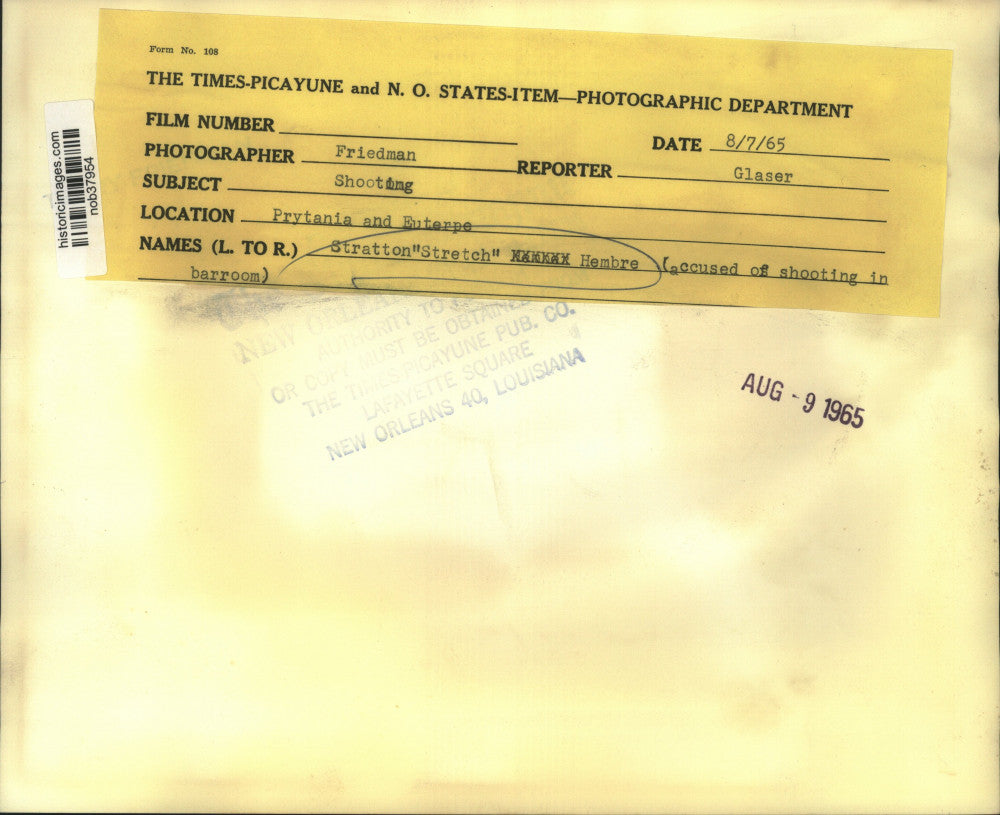 Form No. 108
THE TIMES-PICAYUNE and N. O. STATES-ITEM—PHOTOGRAPHIC DEPARTMENT
FILM NUMBER
DATE 8/7/65
PHOTOGRAPHER Friedman
REPORTER Glaser
SUBJECT Shooting
LOCATION Prytania and Euterpe
NAMES (L. TO R.) Stratton"Stretch" Hembre (accused of shooting in
barroom)
historicimages.com
nob37954
NEW
AUTHORITY TO
OR COPY MUST BE OBTAINED
THE TIMES-PICAYUNE PUB. CO.
LAFAYETTE SQUARE
NEW ORLEANS 40, LOUISIANA
AUG - 9 1965